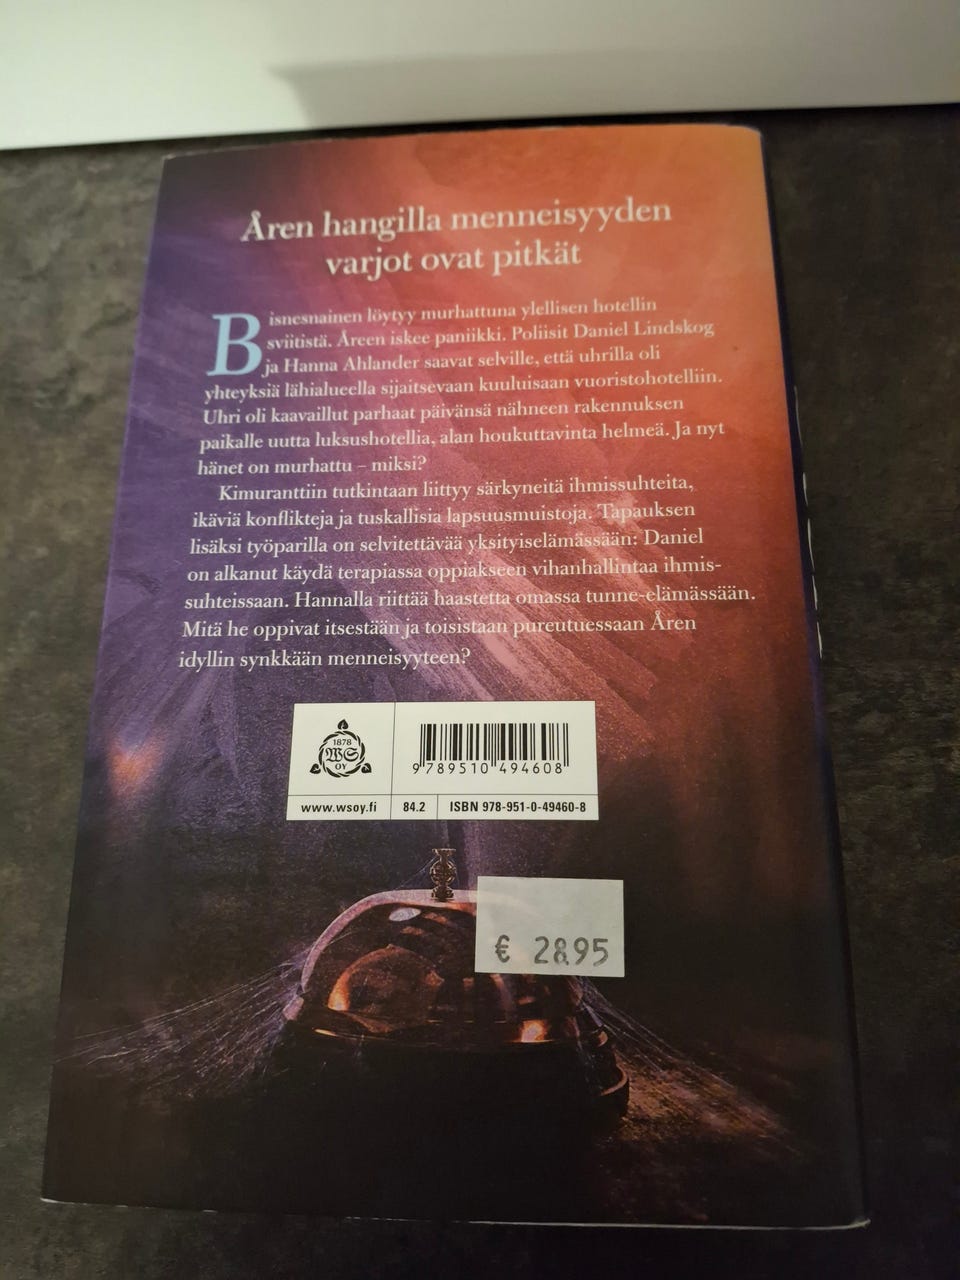 Åren hangilla menneisyyden
varjot ovat pitkät
Bisnesnainen löytyy murhattuna ylellisen hotellin
sviitistä. Åreen iskee paniikki. Poliisit Daniel Lindskog
ja Hanna Ahlander saavat selville, että uhrilla oli
yhteyksiä lähialueella sijaitsevaan kuuluisaan vuoristohotelliin.
Uhri oli kaavaillut parhaat päivänsä nähneen rakennuksen
paikalle uutta luksushotellia, alan houkuttavinta helmeä. Ja nyt
hänet on murhattu – miksi?
Kimuranttiin tutkintaan liittyy särkyneitä ihmissuhteita,
ikäviä konflikteja ja tuskallisia lapsuusmuistoja. Tapauksen
lisäksi työparilla on selvitettävää yksityiselämässään: Daniel
on alkanut käydä terapiassa oppiakseen vihanhallintaa ihmis-
suhteissaan. Hannalla riittää haastetta omassa tunne-elämässään.
Mitä he oppivat itsestään ja toisistaan pureutuessaan Åren
idyllin synkkään menneisyyteen?
1878
WS
OY
9 789510 494608
www.wsoy.fi
84.2
ISBN 978-951-0-49460-8
€ 28.95